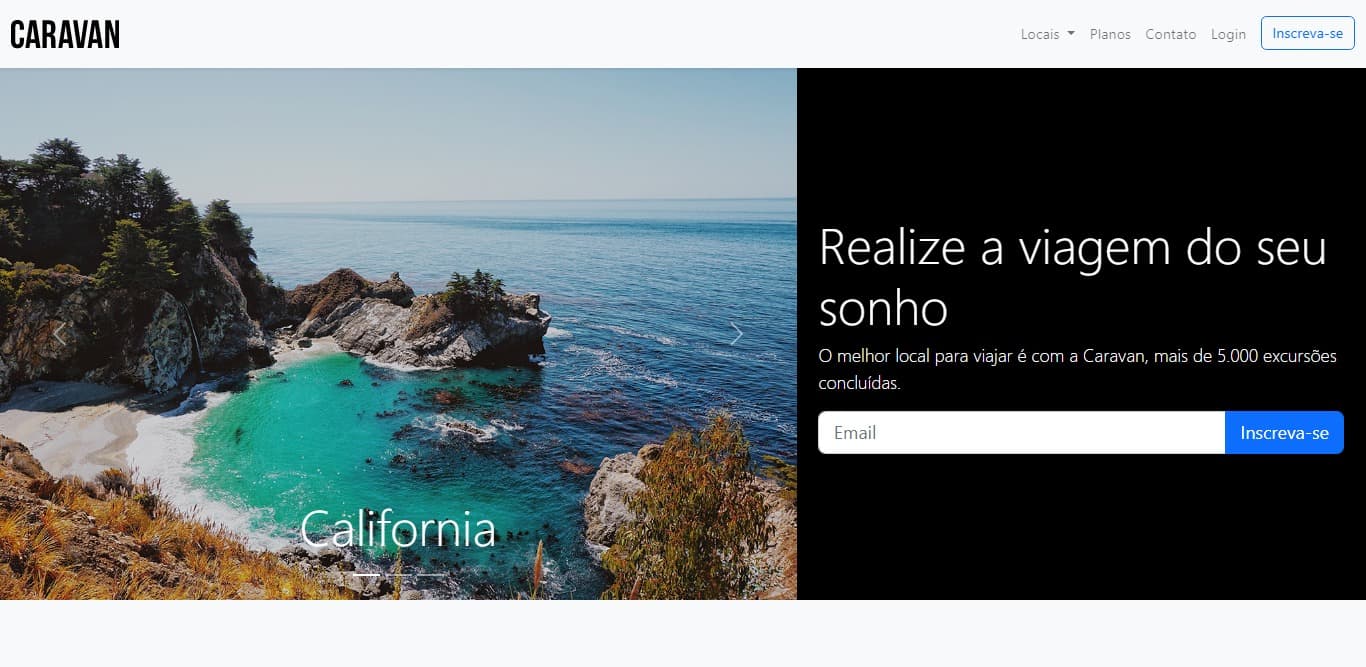 CARAVAN
Locais Planos Contato Login Inscreva-se
Realize a viagem do seu
sonho
O melhor local para viajar é com a Caravan, mais de 5.000 excursões
concluídas.
Email Inscreva-se
California